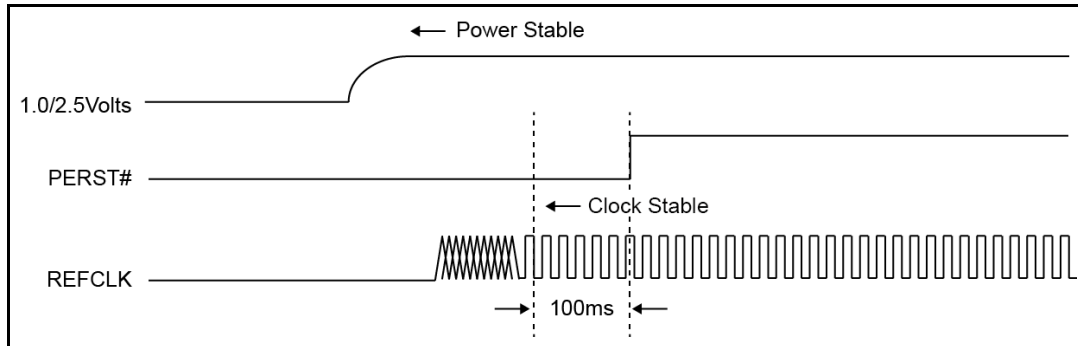 Power Stable
1.0/2.5Volts
PERST#
Clock Stable
REFCLK
100ms